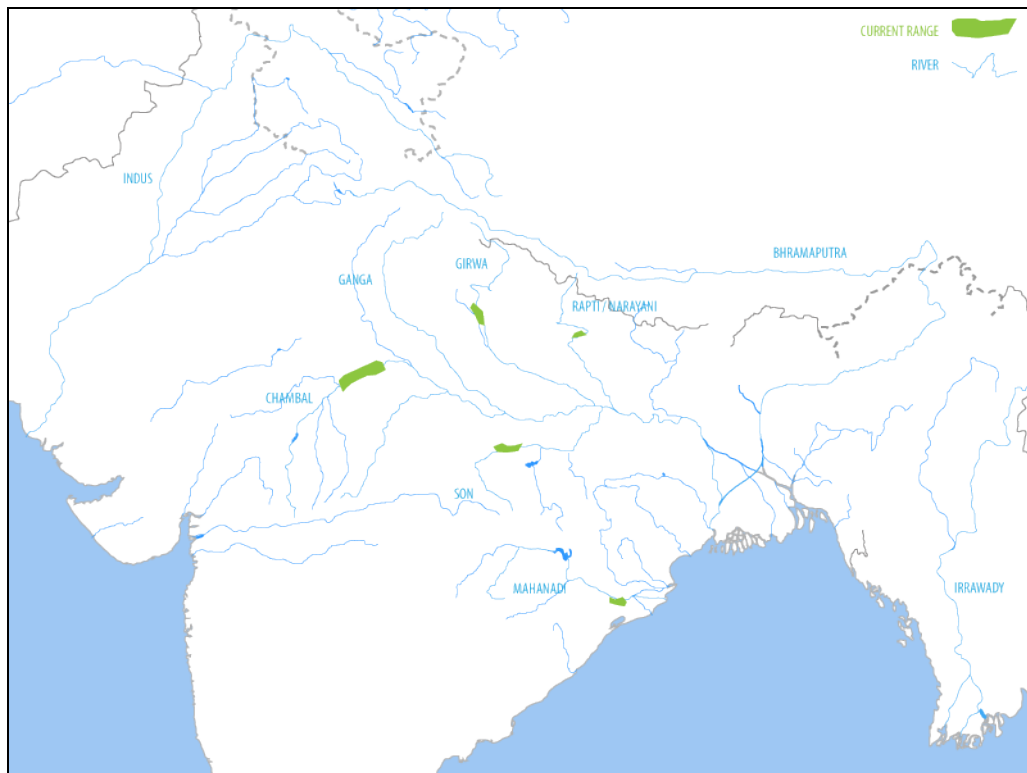 CURRENT RANGE
RIVER
INDUS
BHRAMAPUTRA
GIRWA
GANGA
RAPTI / NARAYANI
CHAMBAL
SON
MAHANADI
IRRAWADY